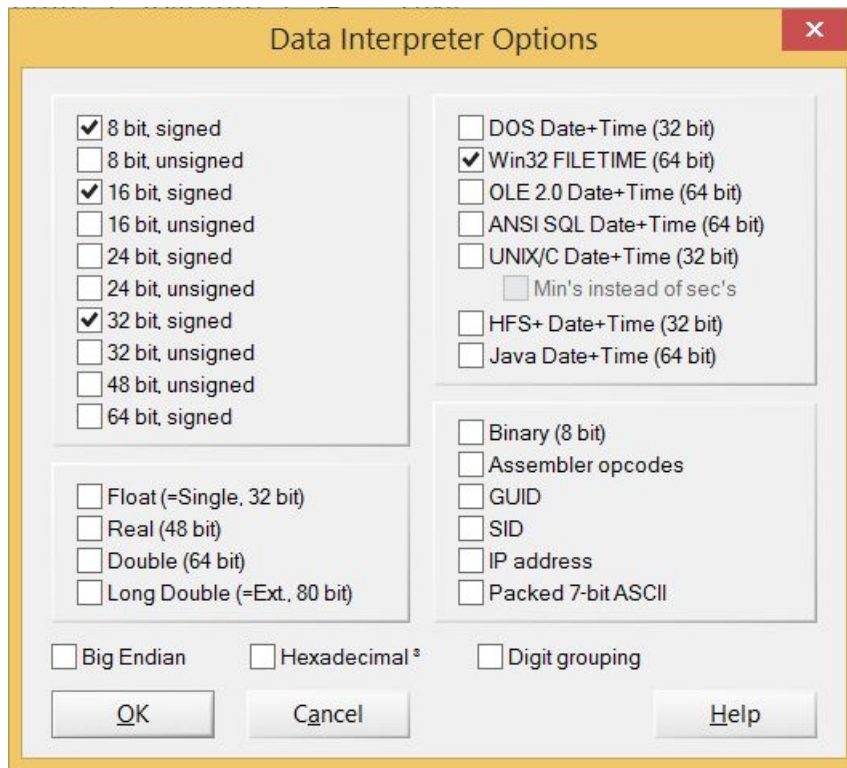 Data Interpreter Options
8 bit, signed
8 bit, unsigned
16 bit, signed
16 bit, unsigned
24 bit, signed
24 bit, unsigned
32 bit, signed
32 bit, unsigned
48 bit, unsigned
64 bit, signed
Float (=Single, 32 bit)
Real (48 bit)
Double (64 bit)
Long Double (=Ext., 80 bit)
DOS Date+Time (32 bit)
Win32 FILETIME (64 bit)
OLE 2.0 Date+Time (64 bit)
ANSI SQL Date+Time (64 bit)
UNIX/C Date+Time (32 bit)
Min's instead of sec's
HFS+ Date+Time (32 bit)
Java Date+Time (64 bit)
Binary (8 bit)
Assembler opcodes
GUID
SID
IP address
Packed 7-bit ASCII
Big Endian
Hexadecimal ³
Digit grouping
OK
Cancel
Help